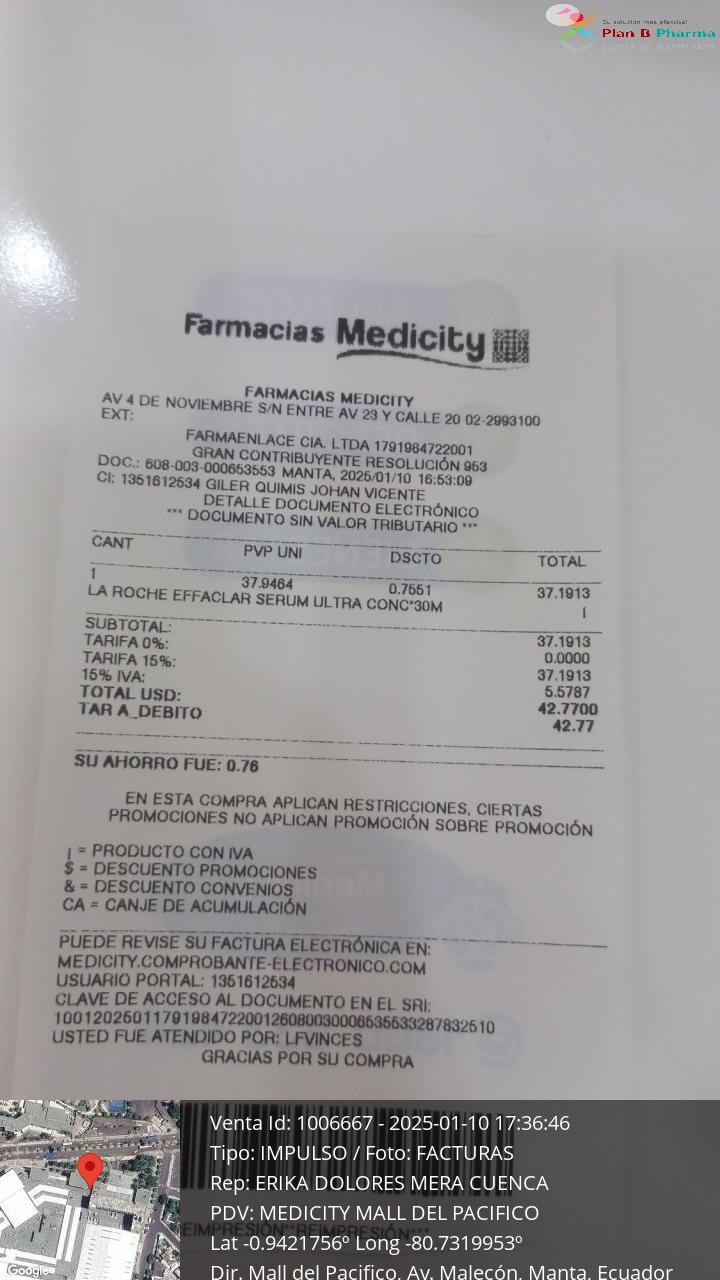 Su solucion mas efectiva!
Plan B Pharma
Farmacias Medicity
FARMACIAS MEDICITY
AV 4 DE NOVIEMBRE S/N ENTRE AV 23 Y CALLE 20 02-2993100
EXT:
FARMAENLACE CIA. LTDA 1791984722001
GRAN CONTRIBUYENTE RESOLUCIÓN 953
DOC.: 608-003-000653553 MANTA, 2025/01/10 16:53:09
CI: 1351612534 GILER QUIMIS JOHAN VICENTE
DETALLE DOCUMENTO ELECTRÓNICO
*** DOCUMENTO SIN VALOR TRIBUTARIO ***
CANT PVP UNI DSCTO TOTAL
1 37.9464 0.7551 37.1913
LA ROCHE EFFACLAR SERUM ULTRA CONC*30M I
SUBTOTAL: 37.1913
TARIFA 0%: 0.0000
TARIFA 15%: 37.1913
15% IVA: 5.5787
TOTAL USD: 42.7700
TAR A_DEBITO 42.77
SU AHORRO FUE: 0.76
EN ESTA COMPRA APLICAN RESTRICCIONES, CIERTAS
PROMOCIONES NO APLICAN PROMOCIÓN SOBRE PROMOCIÓN
I = PRODUCTO CON IVA
$ = DESCUENTO PROMOCIONES
& = DESCUENTO CONVENIOS
CA = CANJE DE ACUMULACIÓN
PUEDE REVISE SU FACTURA ELECTRÓNICA EN:
MEDICITY.COMPROBANTE-ELECTRONICO.COM
USUARIO PORTAL: 1351612534
CLAVE DE ACCESO AL DOCUMENTO EN EL SRI:
1001202501179198472200126080030006535533287832510
USTED FUE ATENDIDO POR: LFVINCES
GRACIAS POR SU COMPRA
Venta Id: 1006667 - 2025-01-10 17:36:46
Tipo: IMPULSO / Foto: FACTURAS
Rep: ERIKA DOLORES MERA CUENCA
PDV: MEDICITY MALL DEL PACIFICO
REIMPRESIÓN**REIMPRESIÓN***
Lat -0.9421756º Long -80.7319953º
Dir. Mall del Pacifico, Av. Malecón, Manta, Ecuador
Google